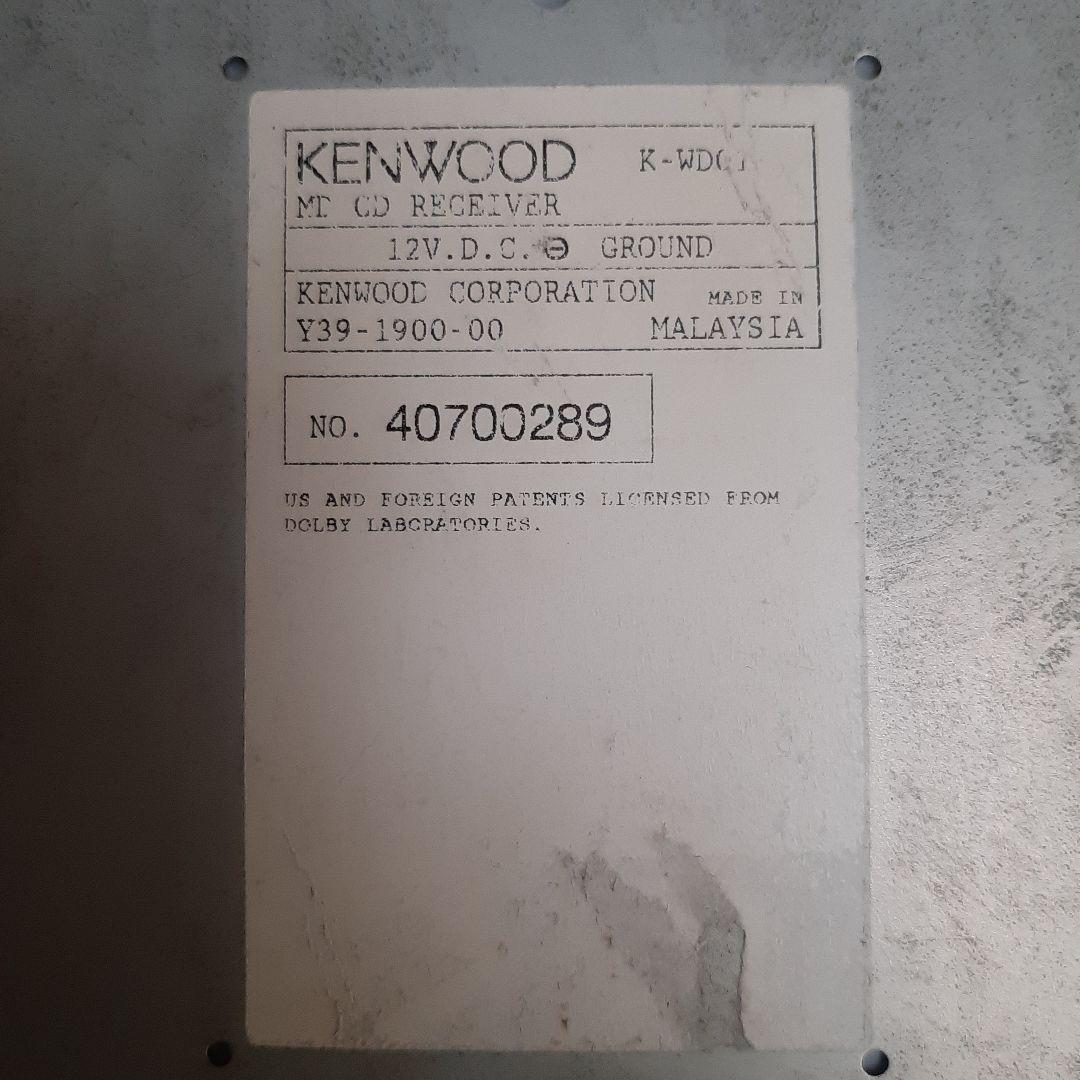 KENWOOD
MD CD RECEIVER
12V.D.C. ⊖ GROUND
KENWOOD CORPORATION MADE IN
Y39-1900-00 MALAYSIA
NO. 40700289
US AND FOREIGN PATENTS LICENSED FROM
DOLBY LABORATORIES.